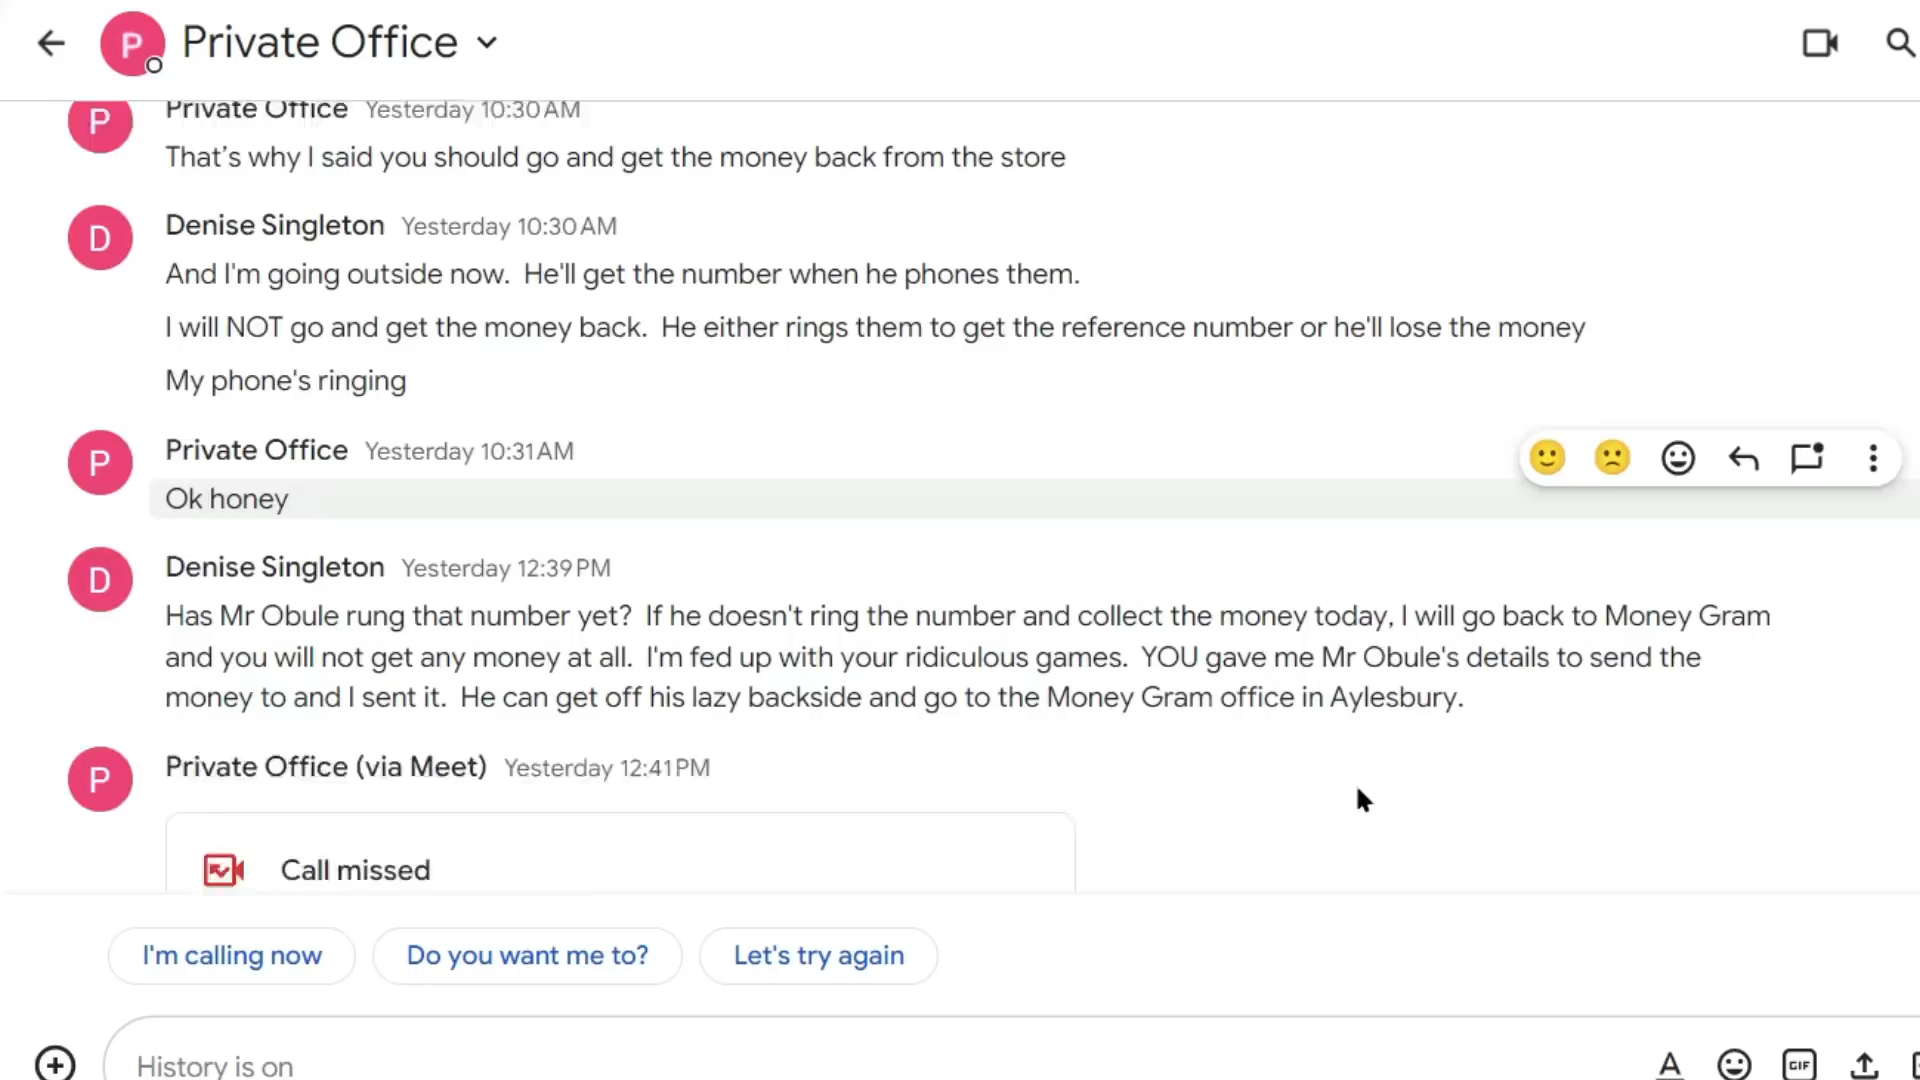 P Private Office
P Private Office Yesterday 10:30 AM
That's why I said you should go and get the money back from the store
D Denise Singleton Yesterday 10:30 AM
And I'm going outside now. He'll get the number when he phones them.
I will NOT go and get the money back. He either rings them to get the reference number or he'll lose the money
My phone's ringing
P Private Office Yesterday 10:31 AM
Ok honey
D Denise Singleton Yesterday 12:39 PM
Has Mr Obule rung that number yet? If he doesn't ring the number and collect the money today, I will go back to Money Gram
and you will not get any money at all. I'm fed up with your ridiculous games. YOU gave me Mr Obule's details to send the
money to and I sent it. He can get off his lazy backside and go to the Money Gram office in Aylesbury.
P Private Office (via Meet) Yesterday 12:41 PM
Call missed
I'm calling now Do you want me to? Let's try again
History is on A GIF